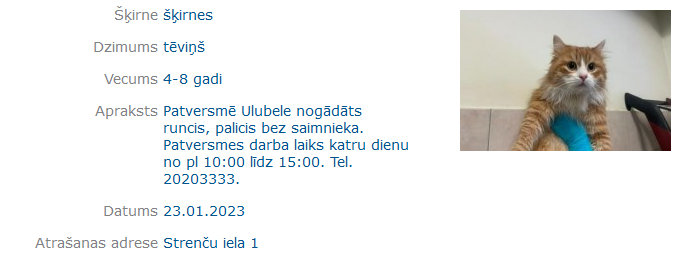 Šķirne šķirnes
Dzimums tēviņš
Vecums 4-8 gadi
Apraksts Patversmē Ulubele nogādāts
runcis, palicis bez saimnieka.
Patversmes darba laiks katru dienu
no pl 10:00 līdz 15:00. Tel.
20203333.
Datums 23.01.2023
Atrašanas adrese Strenču iela 1